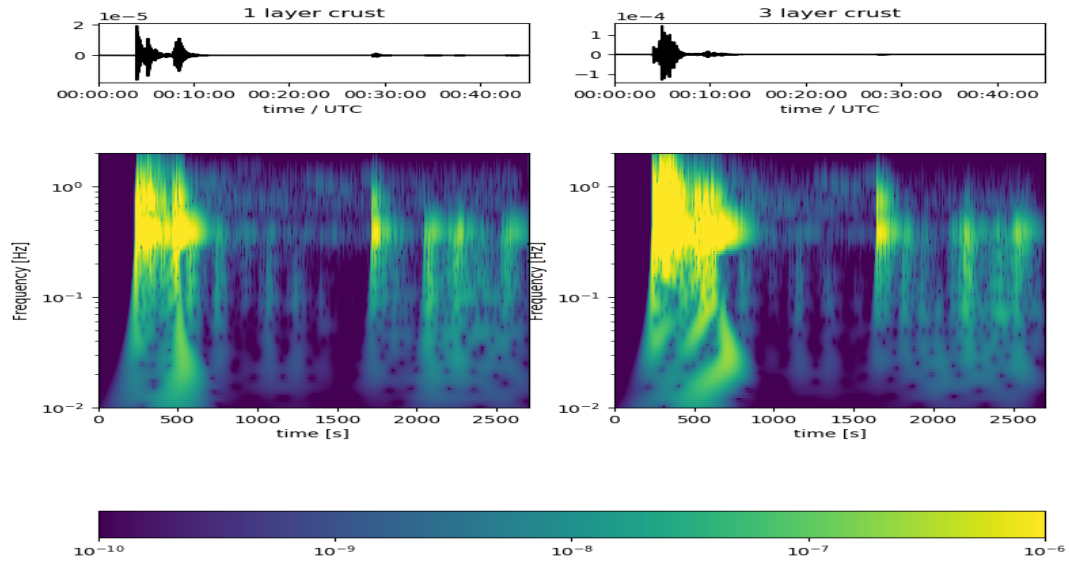 1 layer crust
3 layer crust
1e−5
1e−4
2
0
1
0
−1
00:00:00 00:10:00 00:20:00 00:30:00 00:40:00
00:00:00 00:10:00 00:20:00 00:30:00 00:40:00
time / UTC
time / UTC
Frequency [Hz]
10⁰
10⁻¹
10⁻²
0 500 1000 1500 2000 2500
time [s]
Frequency [Hz]
10⁰
10⁻¹
10⁻²
0 500 1000 1500 2000 2500
time [s]
10⁻¹⁰ 10⁻⁹ 10⁻⁸ 10⁻⁷ 10⁻⁶